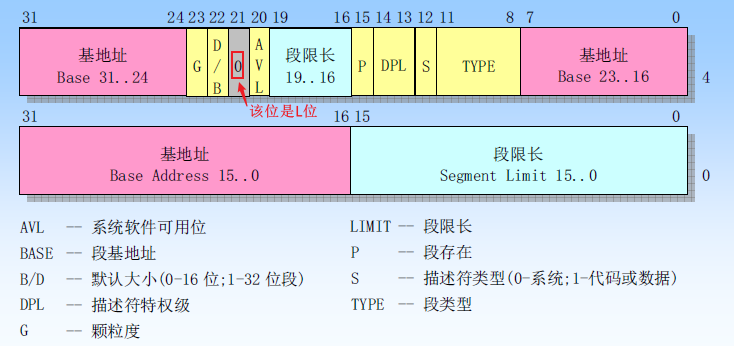 31 24 23 22 21 20 19 16 15 14 13 12 11 8 7 0
基地址 Base 31..24 G D/B 0 AVL 段限长 19..16 P DPL S TYPE 基地址 Base 23..16 4
该位是L位
31 16 15 0
基地址 段限长
Base Address 15..0 Segment Limit 15..0 0
AVL -- 系统软件可用位 LIMIT -- 段限长
BASE -- 段基地址 P -- 段存在
B/D -- 默认大小(0-16 位;1-32 位段) S -- 描述符类型(0-系统;1-代码或数据)
DPL -- 描述符特权级 TYPE -- 段类型
G -- 颗粒度